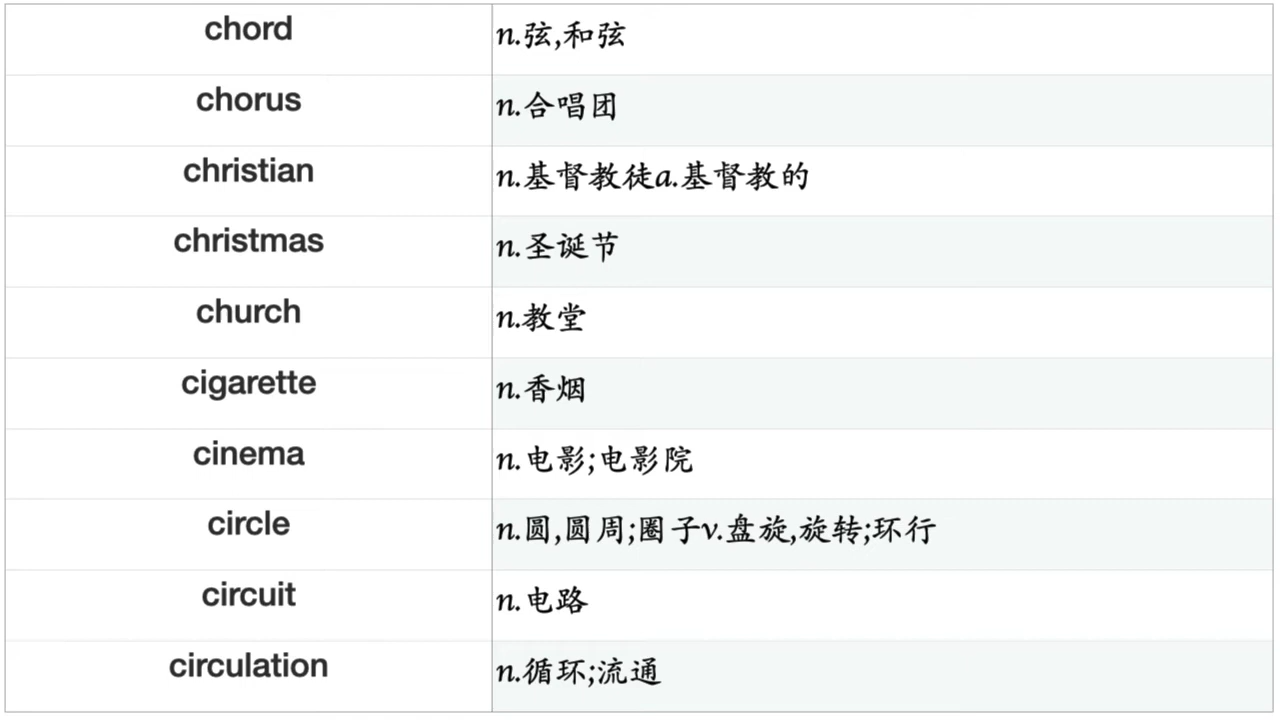 chord n.弦,和弦
chorus n.合唱团
christian n.基督教徒a.基督教的
christmas n.圣诞节
church n.教堂
cigarette n.香烟
cinema n.电影;电影院
circle n.圆,圆周;圈子v.盘旋,旋转;环行
circuit n.电路
circulation n.循环;流通